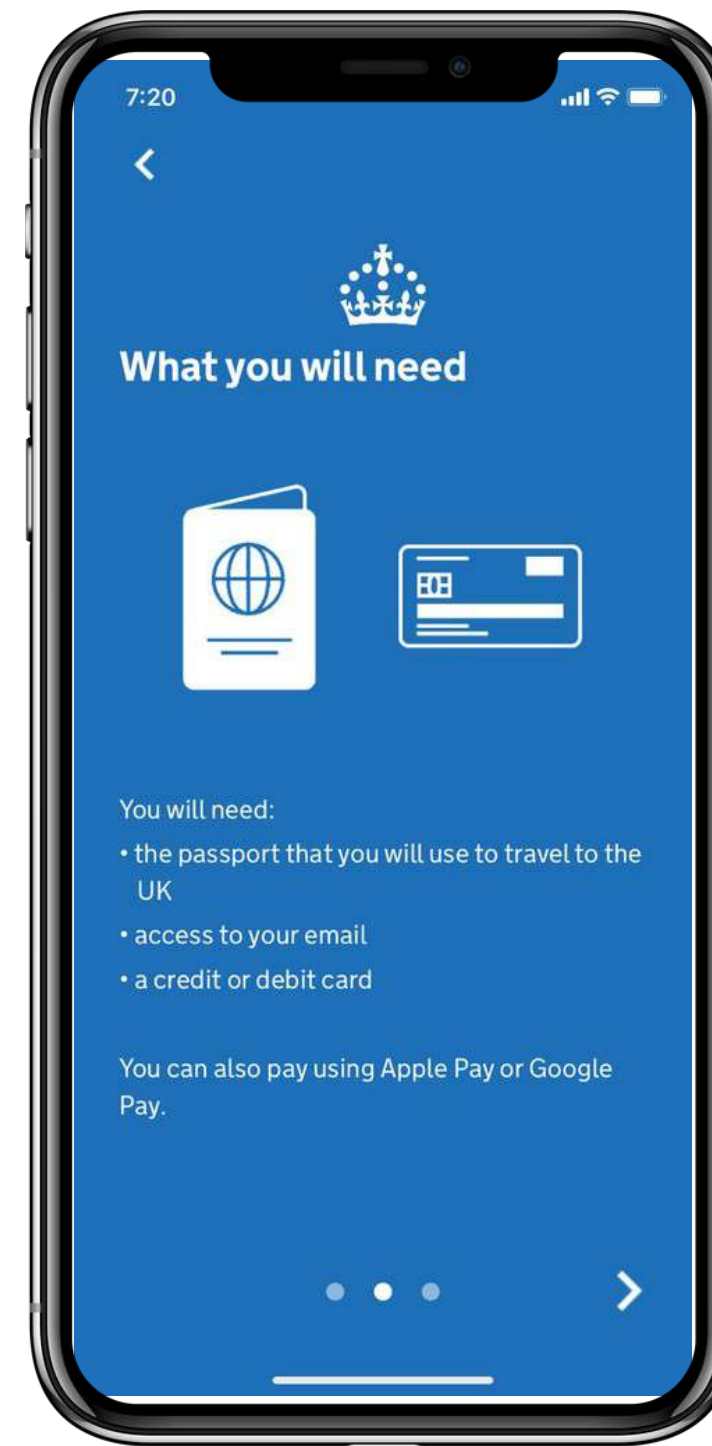 7:20
What you will need
You will need:
• the passport that you will use to travel to the
UK
• access to your email
• a credit or debit card
You can also pay using Apple Pay or Google
Pay.